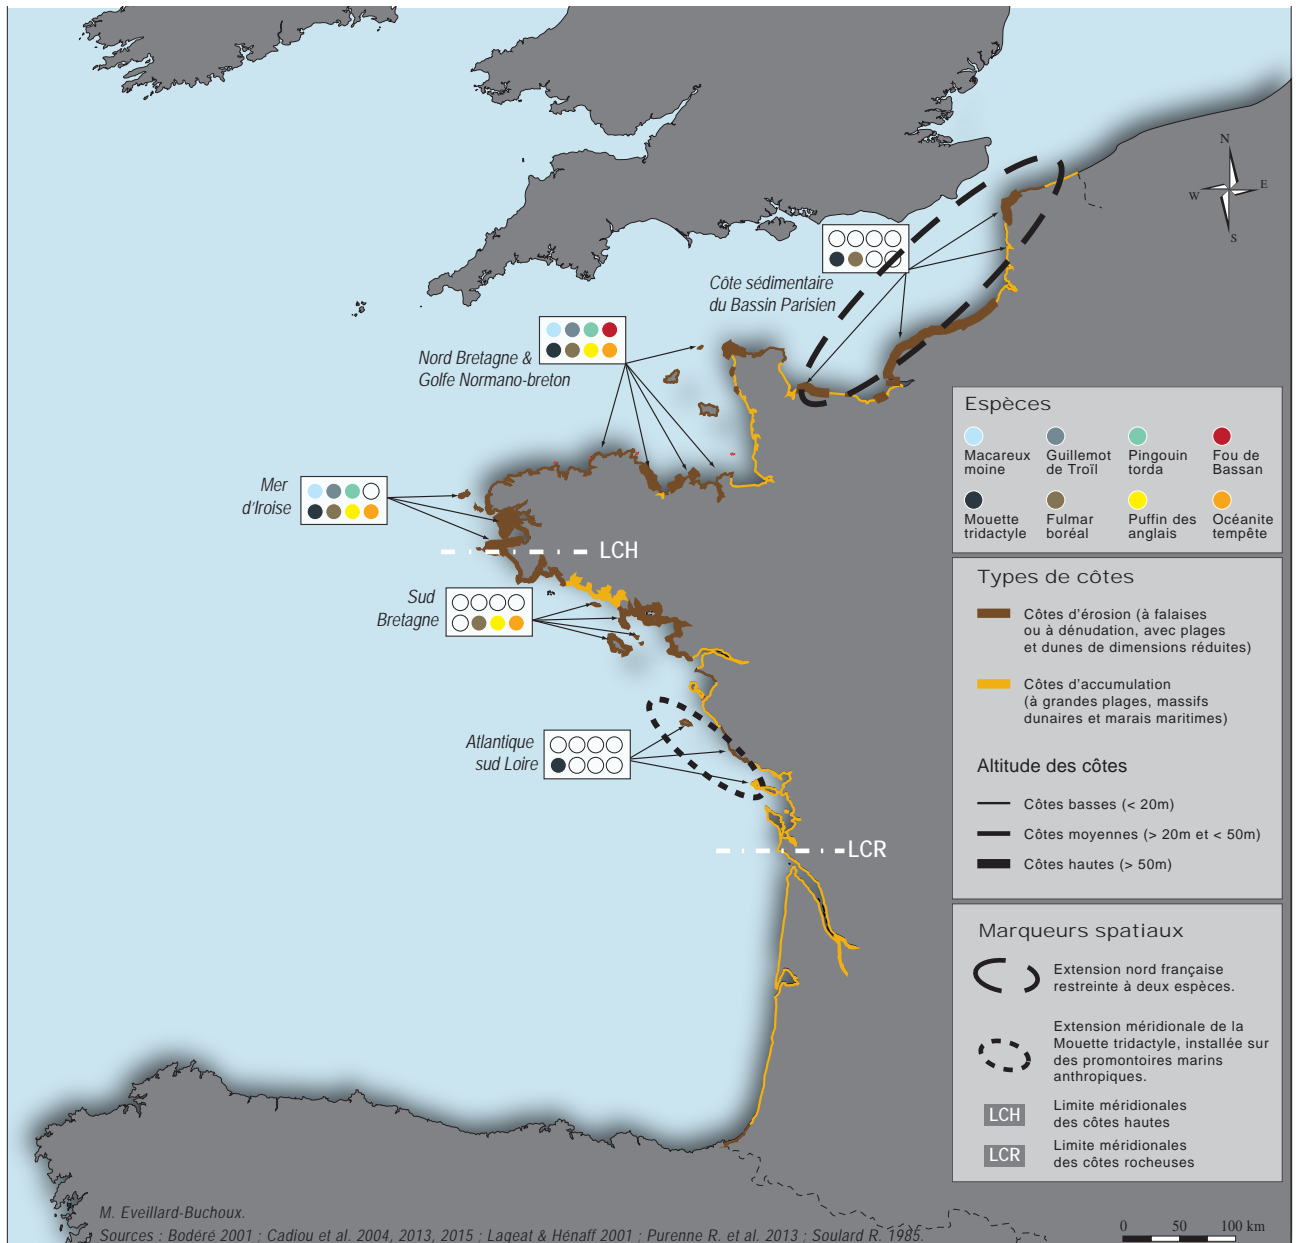 N
W
E
S
Côte sédimentaire
du Bassin Parisien
Nord Bretagne &
Golfe Normano-breton
Mer
d'Iroise
LCH
Sud
Bretagne
Atlantique
sud Loire
LCR
Espèces
Macareux
moine
Guillemot
de Troïl
Pingouin
torda
Fou de
Bassan
Mouette
tridactyle
Fulmar
boréal
Puffin des
anglais
Océanite
tempête
Types de côtes
Côtes d'érosion (à falaises
ou à dénudation, avec plages
et dunes de dimensions réduites)
Côtes d'accumulation
(à grandes plages, massifs
dunaires et marais maritimes)
Altitude des côtes
Côtes basses (< 20m)
Côtes moyennes (> 20m et < 50m)
Côtes hautes (> 50m)
Marqueurs spatiaux
Extension nord française
restreinte à deux espèces.
Extension méridionale de la
Mouette tridactyle, installée sur
des promontoires marins
anthropiques.
LCH
Limite méridionales
des côtes hautes
LCR
Limite méridionales
des côtes rocheuses
M. Eveillard-Buchoux.
Sources : Bodéré 2001 ; Cadiou et al. 2004, 2013, 2015 ; Lageat & Hénaff 2001 ; Purenne R. et al. 2013 ; Soulard R. 1985.
0 50 100 km